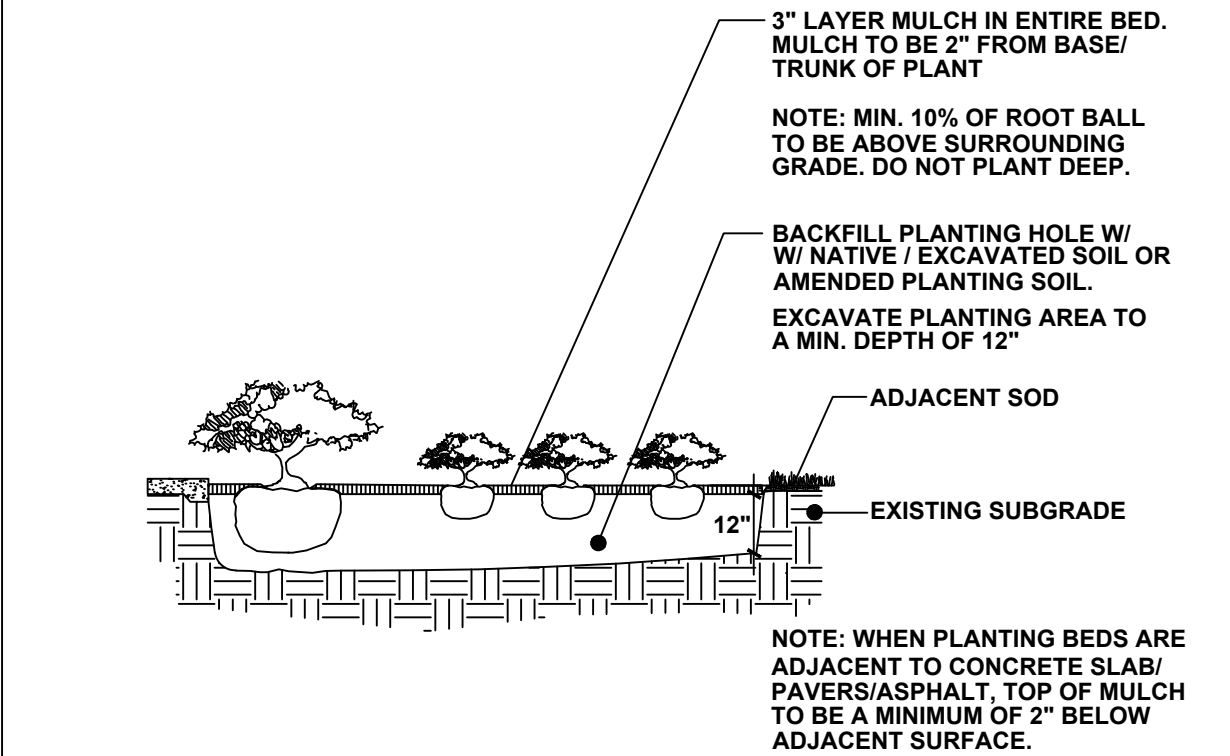 3" LAYER MULCH IN ENTIRE BED.
MULCH TO BE 2" FROM BASE/
TRUNK OF PLANT
NOTE: MIN. 10% OF ROOT BALL
TO BE ABOVE SURROUNDING
GRADE. DO NOT PLANT DEEP.
BACKFILL PLANTING HOLE W/
W/ NATIVE / EXCAVATED SOIL OR
AMENDED PLANTING SOIL.
EXCAVATE PLANTING AREA TO
A MIN. DEPTH OF 12"
ADJACENT SOD
EXISTING SUBGRADE
12"
NOTE: WHEN PLANTING BEDS ARE
ADJACENT TO CONCRETE SLAB/
PAVERS/ASPHALT, TOP OF MULCH
TO BE A MINIMUM OF 2" BELOW
ADJACENT SURFACE.